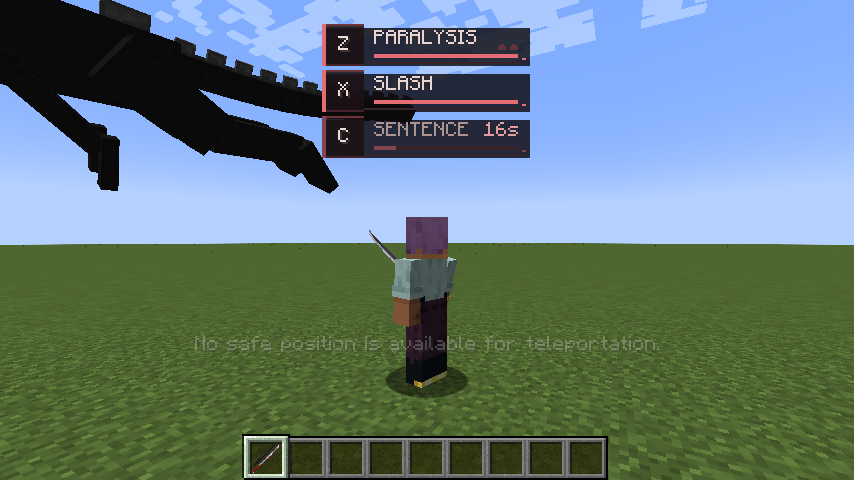 Z PARALYSIS
X SLASH
C SENTENCE 16s
No safe position is available for teleportation.